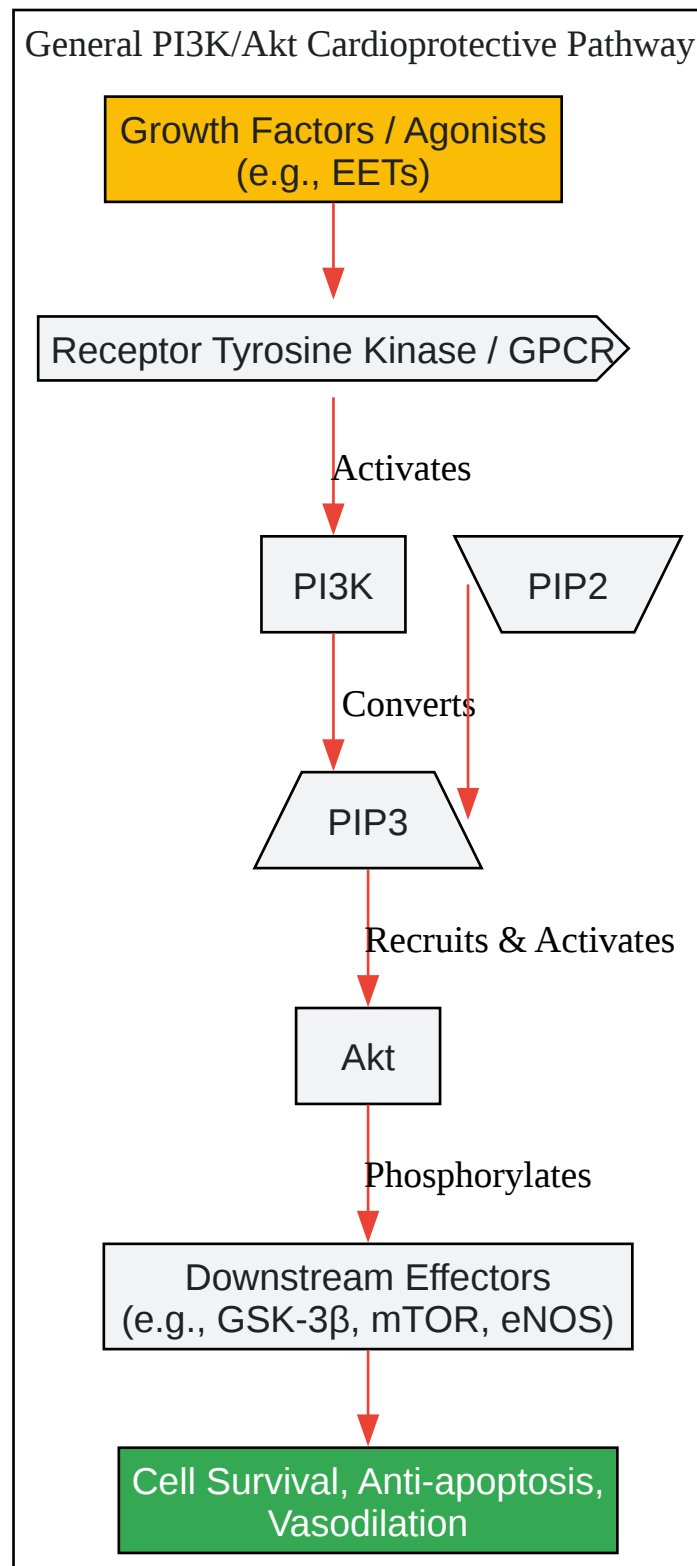 General PI3K/Akt Cardioprotective Pathway
Growth Factors / Agonists
(e.g., EETs)
Receptor Tyrosine Kinase / GPCR
Activates
PI3K
PIP2
Converts
PIP3
Recruits & Activates
Akt
Phosphorylates
Downstream Effectors
(e.g., GSK-3β, mTOR, eNOS)
Cell Survival, Anti-apoptosis,
Vasodilation